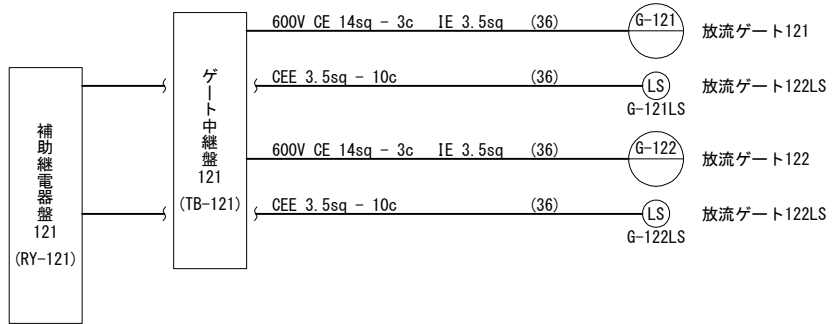 600V CE 14sq - 3c IE 3.5sq (36)
G-121
放流ゲート121
CEE 3.5sq - 10c (36)
LS
放流ゲート122LS
G-121LS
600V CE 14sq - 3c IE 3.5sq (36)
G-122
放流ゲート122
CEE 3.5sq - 10c (36)
LS
放流ゲート122LS
G-122LS
ゲート中継盤
121
(TB-121)
補助継電器盤
121
(RY-121)